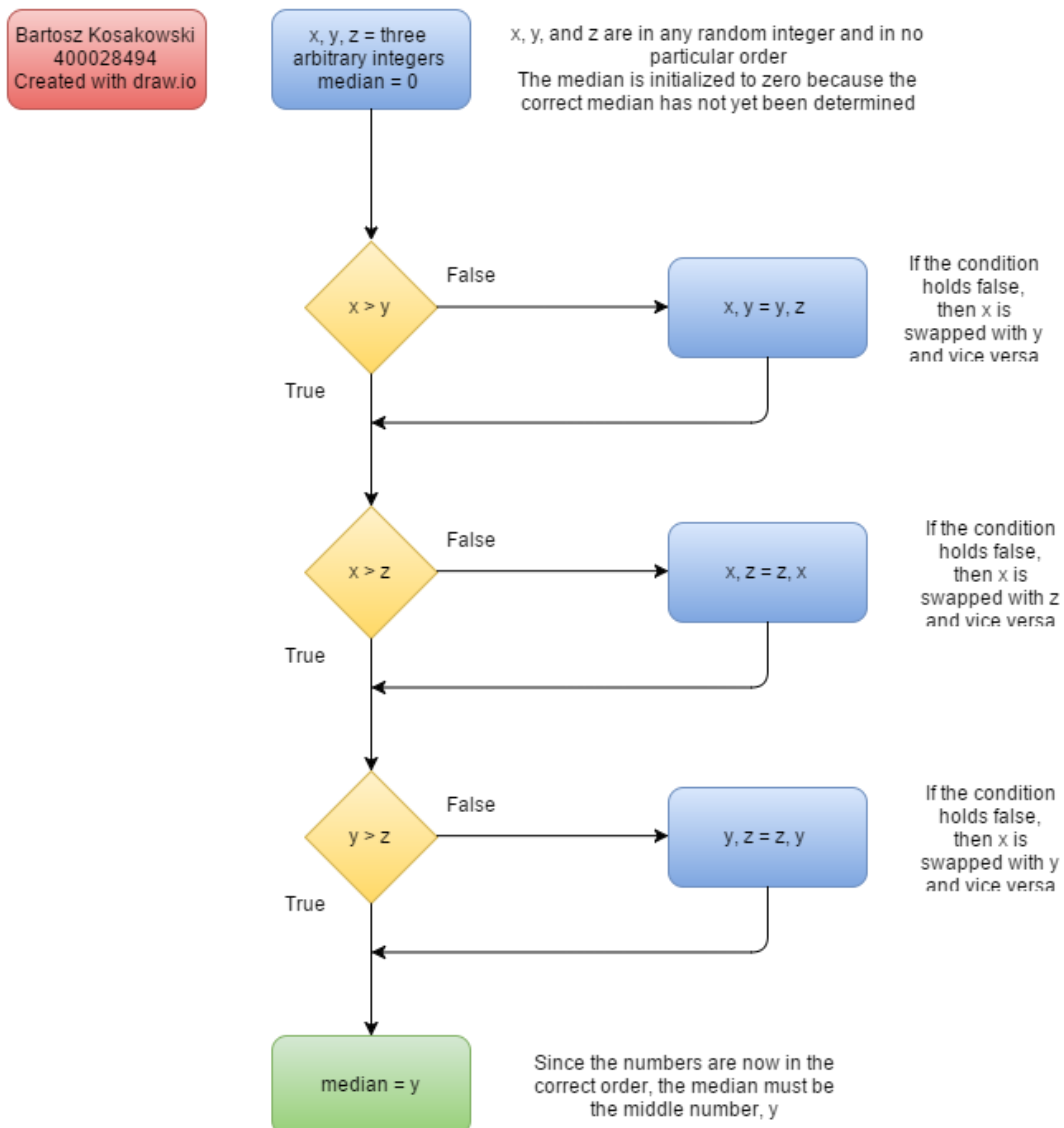 Bartosz Kosakowski
400028494
Created with draw.io
x, y, z = three
arbitrary integers
median = 0
x, y, and z are in any random integer and in no
particular order
The median is initialized to zero because the
correct median has not yet been determined
x > y
False
True
x, y = y, z
If the condition
holds false,
then x is
swapped with y
and vice versa
x > z
False
True
x, z = z, x
If the condition
holds false,
then x is
swapped with z
and vice versa
y > z
False
True
y, z = z, y
If the condition
holds false,
then x is
swapped with y
and vice versa
median = y
Since the numbers are now in the
correct order, the median must be
the middle number, y